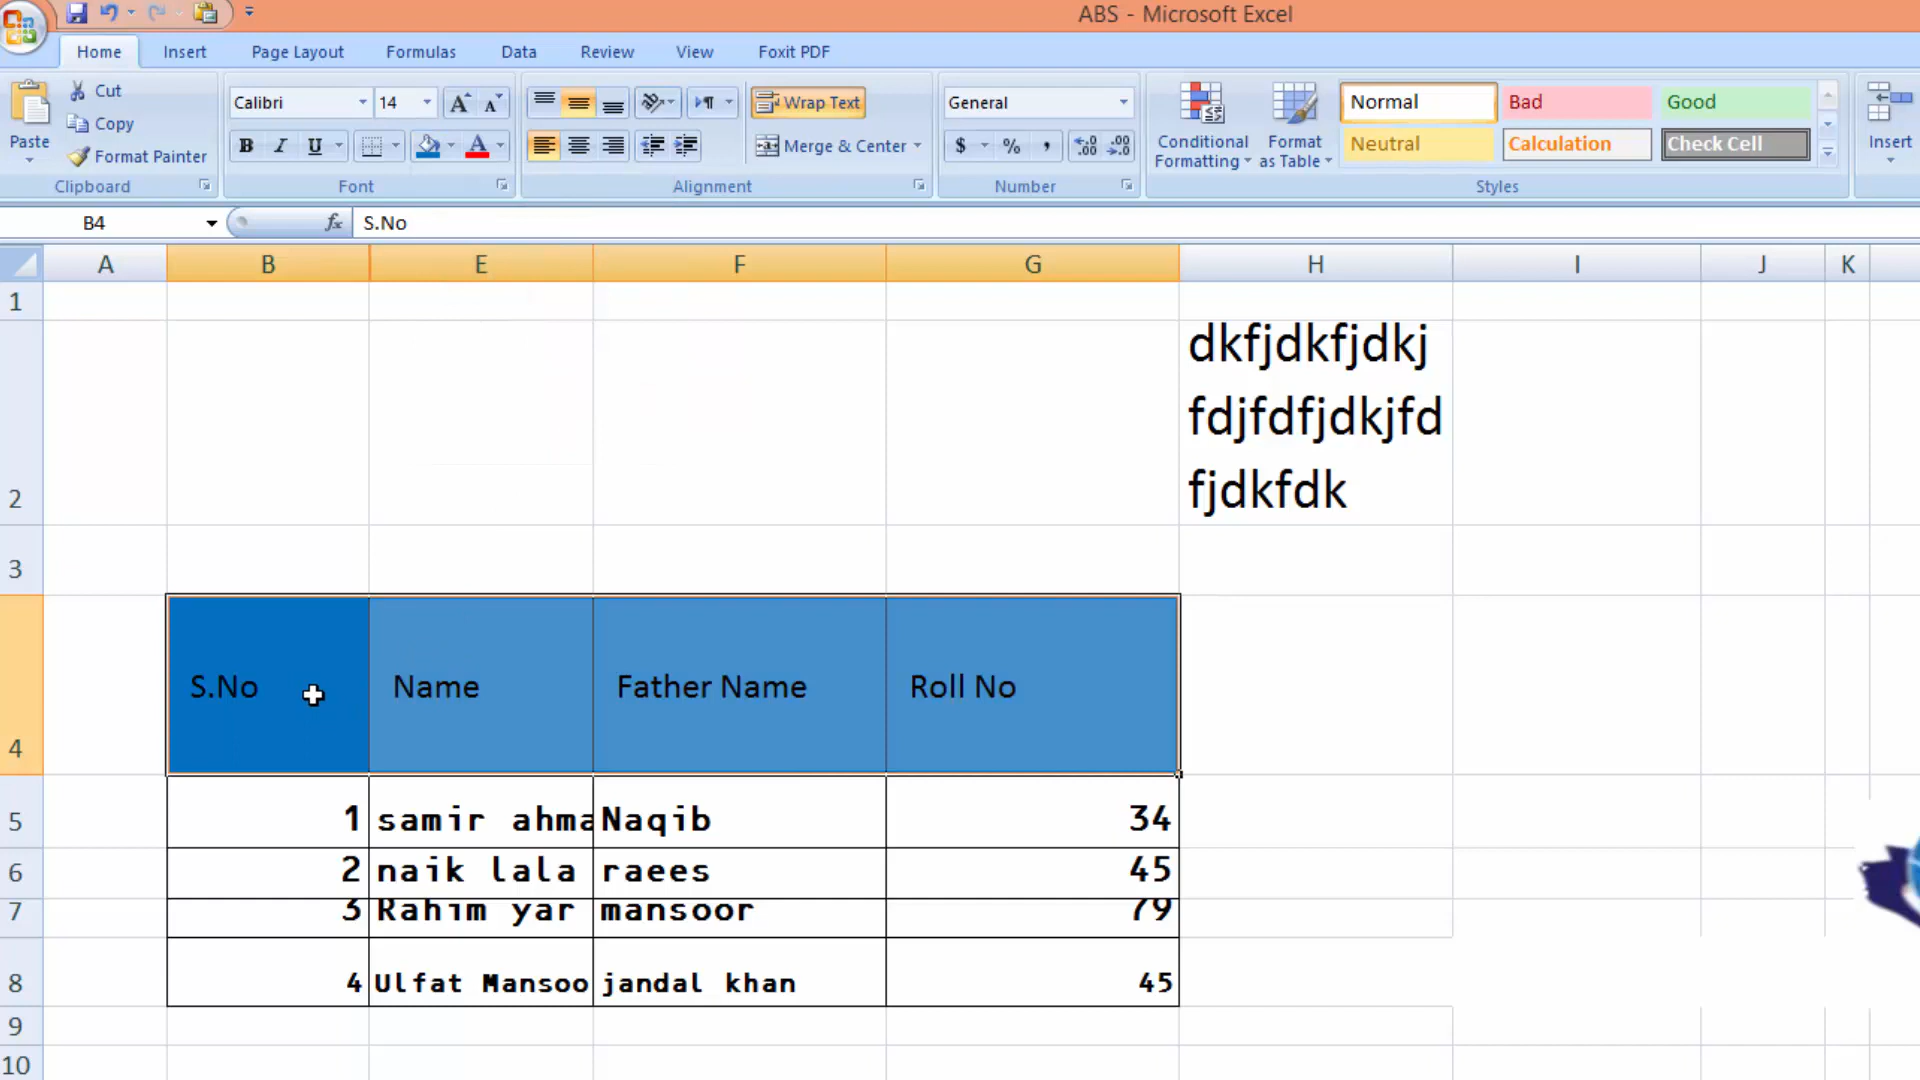 ABS - Microsoft Excel
Home Insert Page Layout Formulas Data Review View Foxit PDF
Paste
Cut
Copy
Format Painter
Clipboard
Calibri 14
B I U
Font
Wrap Text
Merge & Center
Alignment
General
$ % ,
Number
Conditional
Formatting
Format
as Table
Normal Bad Good
Neutral Calculation Check Cell
Styles
Insert
B4 fx S.No
A B E F G H I J K
1
dkfjdkfjdkj
fdjfdfjdkjfd
2 fjdkfdk
3
S.No Name Father Name Roll No
4
5 1 samir ahma Naqib 34
6 2 naik lala raees 45
7 3 Rahim yar mansoor 79
8 4 Ulfat Mansoo jandal khan 45
9
10